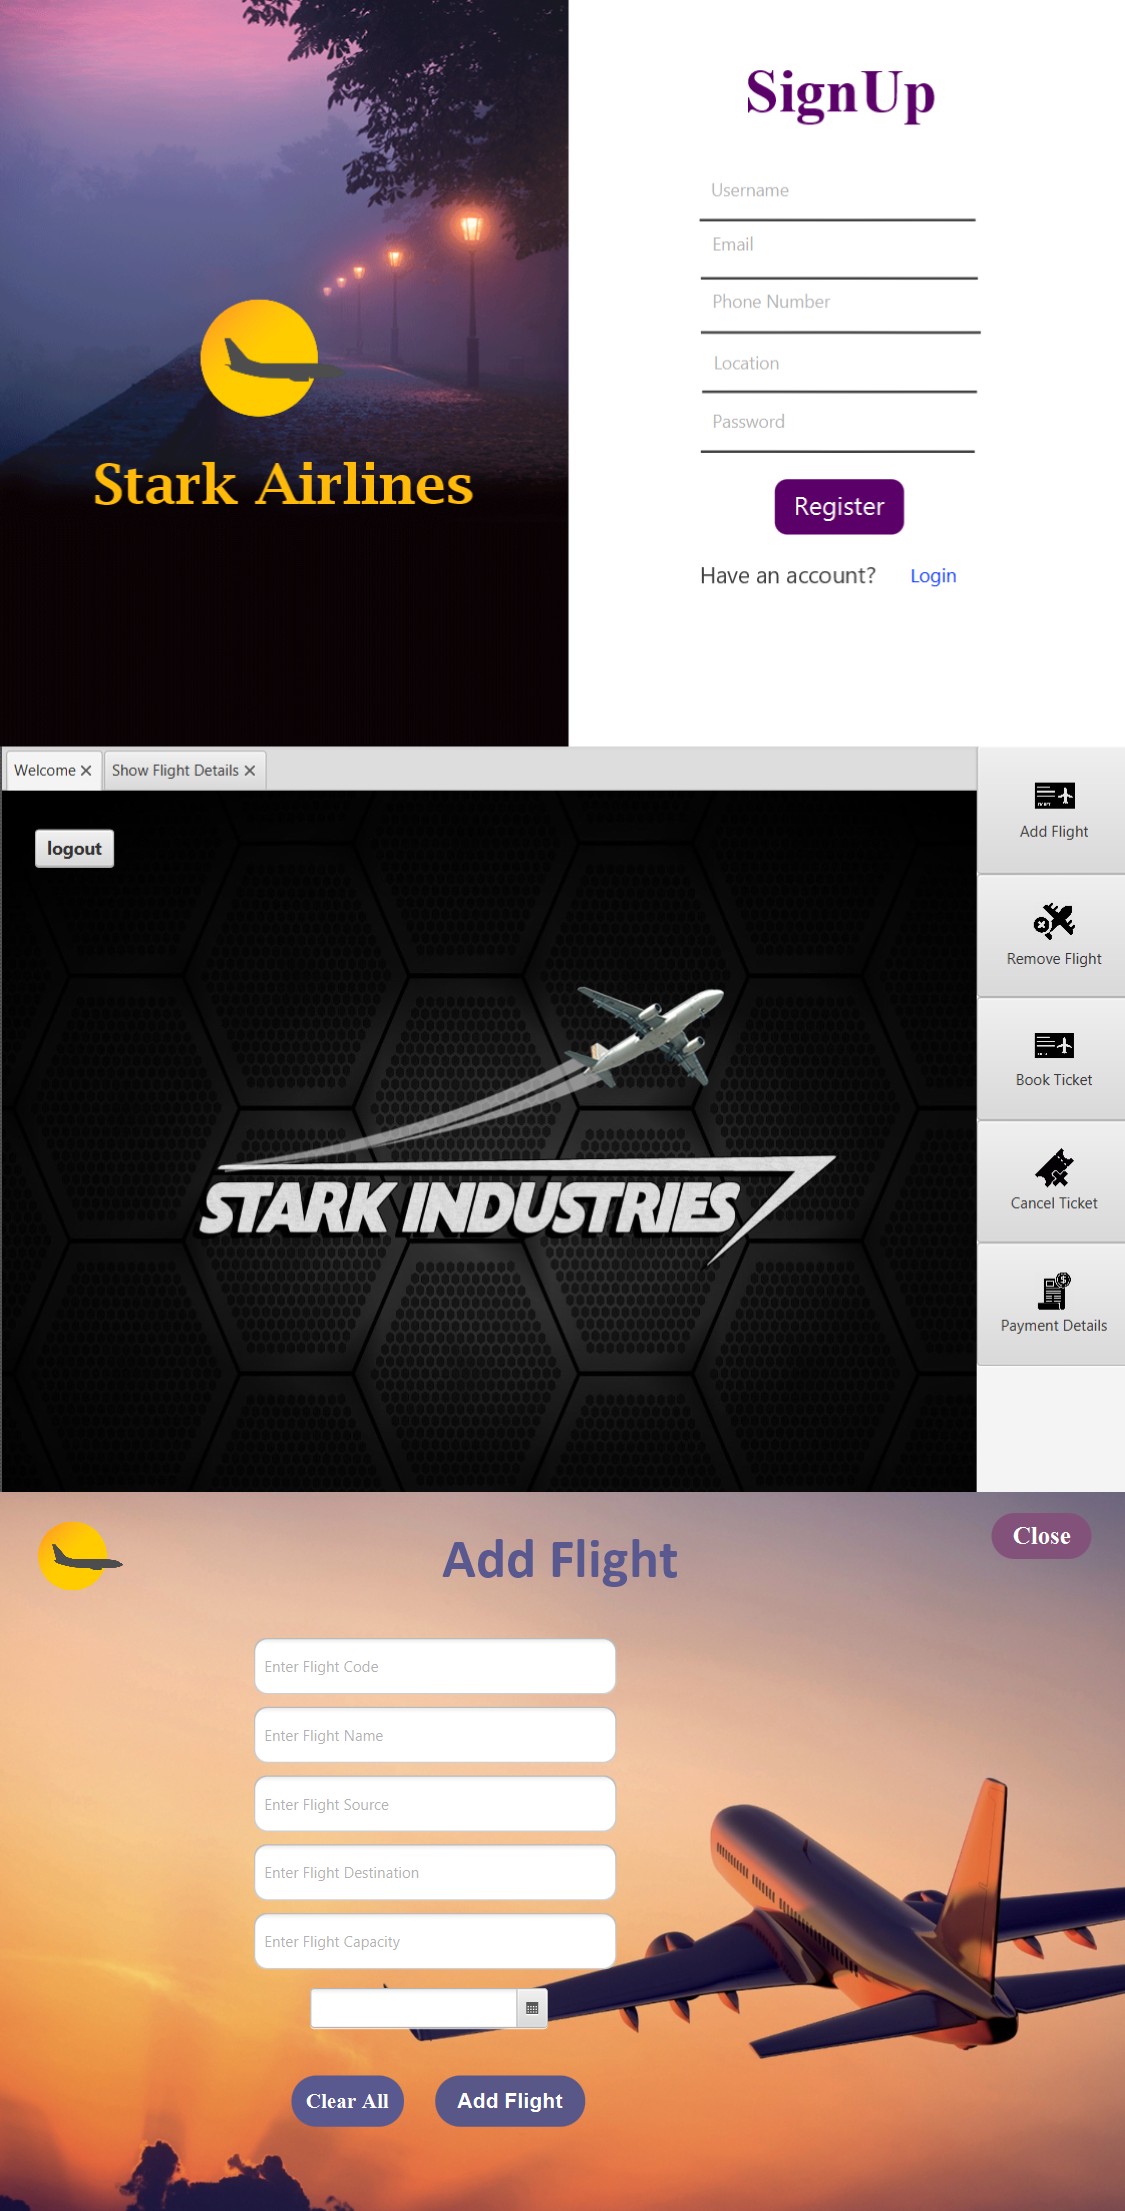 SignUp
Username
Email
Phone Number
Location
Password
Register
Have an account? Login
Stark Airlines
Welcome
Show Flight Details
logout
STARK INDUSTRIES
Add Flight
Remove Flight
Book Ticket
Cancel Ticket
Payment Details
Close
Add Flight
Enter Flight Code
Enter Flight Name
Enter Flight Source
Enter Flight Destination
Enter Flight Capacity
Clear All
Add Flight